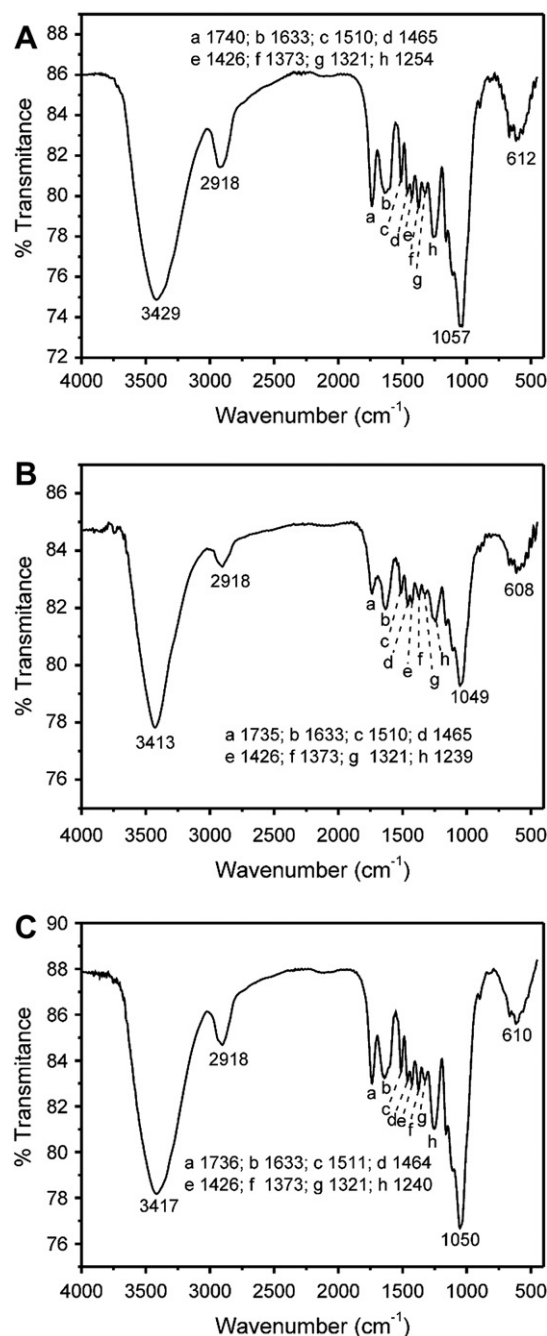 A
a 1740; b 1633; c 1510; d 1465
e 1426; f 1373; g 1321; h 1254
88
86
84
82
80
78
76
74
72
% Transmitance
2918
3429
a
b
c
d
e
f
g
h
1057
612
4000 3500 3000 2500 2000 1500 1000 500
Wavenumber (cm-1)
B
86
84
82
80
78
76
% Transmitance
2918
3413
a
b
c
d
e
f
g
h
1049
608
a 1735; b 1633; c 1510; d 1465
e 1426; f 1373; g 1321; h 1239
4000 3500 3000 2500 2000 1500 1000 500
Wavenumber (cm-1)
C
90
88
86
84
82
80
78
76
% Transmitance
2918
3417
a
b
c
d
e
f
g
h
1050
610
a 1736; b 1633; c 1511; d 1464
e 1426; f 1373; g 1321; h 1240
4000 3500 3000 2500 2000 1500 1000 500
Wavenumber (cm-1)